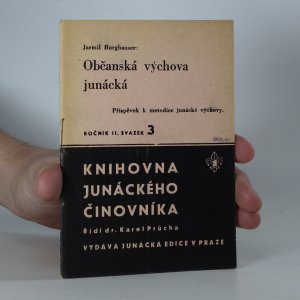 Jarmil Burghauser:
Občanská výchova
junácká
Příspěvek k metodice junácké výchovy.
ROČNÍK II. SVAZEK 3
KNIHOVNA
JUNÁCKÉHO
ČINOVNÍKA
Řídí dr. Karel Průcha
VYDÁVÁ JUNÁCKÁ EDICE V PRAZE